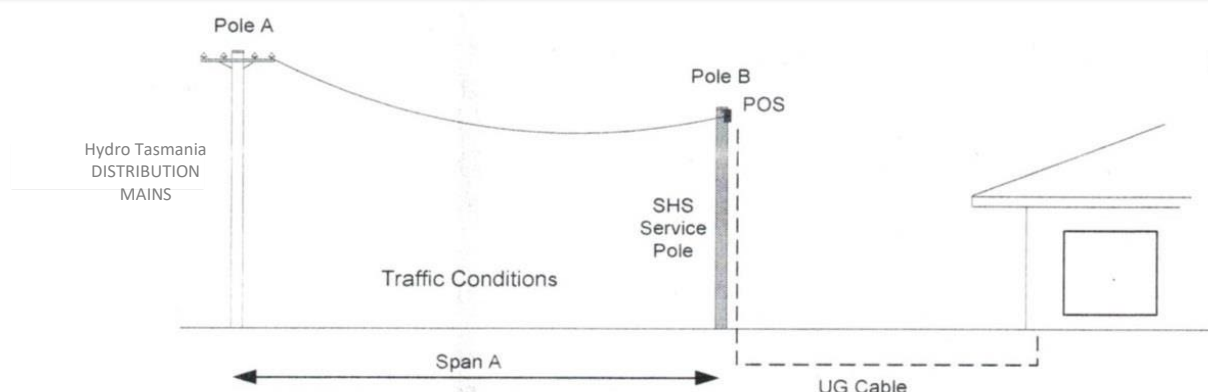 Pole A
Pole B
POS
Hydro Tasmania
DISTRIBUTION
MAINS
SHS
Service
Pole
Traffic Conditions
Span A
UG Cable